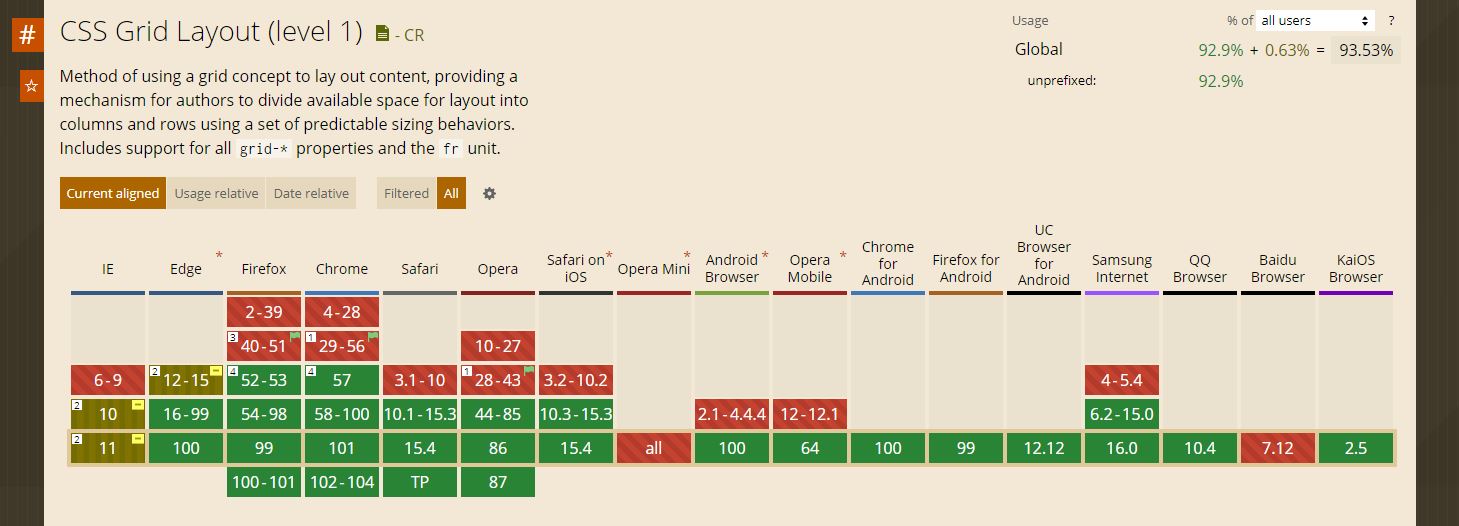 #
CSS Grid Layout (level 1) - CR
Usage % of all users ?
Global 92.9% + 0.63% = 93.53%
unprefixed: 92.9%
☆
Method of using a grid concept to lay out content, providing a
mechanism for authors to divide available space for layout into
columns and rows using a set of predictable sizing behaviors.
Includes support for all grid-* properties and the fr unit.
Current aligned Usage relative Date relative Filtered All
IE
Edge *
Firefox
Chrome
Safari
Opera
Safari on *
iOS
Opera Mini *
Android *
Browser
Opera *
Mobile
Chrome
for
Android
Firefox for
Android
UC
Browser
for
Android
Samsung
Internet
QQ
Browser
Baidu
Browser
KaiOS
Browser
2-39 4-28
3 40-51 1 29-56 10-27
6-9 2 12-15 4 52-53 4 57 3.1-10 1 28-43 3.2-10.2 4-5.4
2 10 16-99 54-98 58-100 10.1-15.3 44-85 10.3-15.3 2.1-4.4.4 12-12.1 6.2-15.0
2 11 100 99 101 15.4 86 15.4 all 100 64 100 99 12.12 16.0 10.4 7.12 2.5
100-101 102-104 TP 87